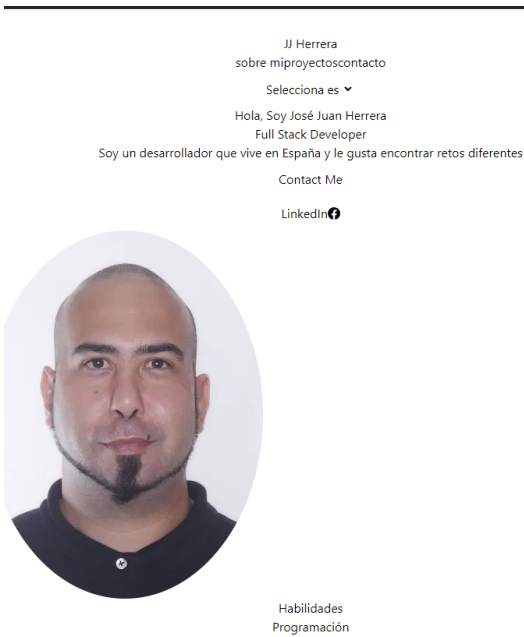 JJ Herrera
sobre miproyectoscontacto
Selecciona es
Hola, Soy José Juan Herrera
Full Stack Developer
Soy un desarrollador que vive en España y le gusta encontrar retos diferentes
Contact Me
LinkedIn
Habilidades
Programación